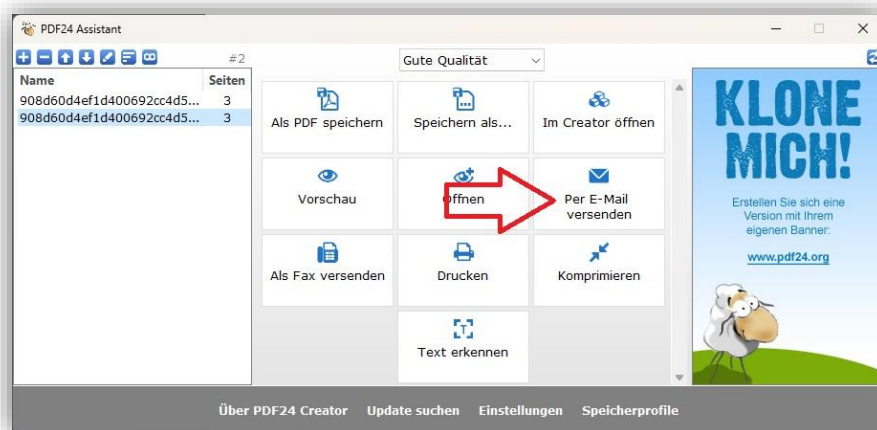 PDF24 Assistant
#2
Gute Qualität
Name Seiten
908d60d4ef1d400692cc4d5... 3
908d60d4ef1d400692cc4d5... 3
Als PDF speichern
Speichern als...
Im Creator öffnen
Vorschau
Öffnen
Per E-Mail
versenden
Als Fax versenden
Drucken
Komprimieren
Text erkennen
KLONE
MICH!
Erstellen Sie sich eine
Version mit Ihrem
eigenen Banner:
www.pdf24.org
Über PDF24 Creator Update suchen Einstellungen Speicherprofile